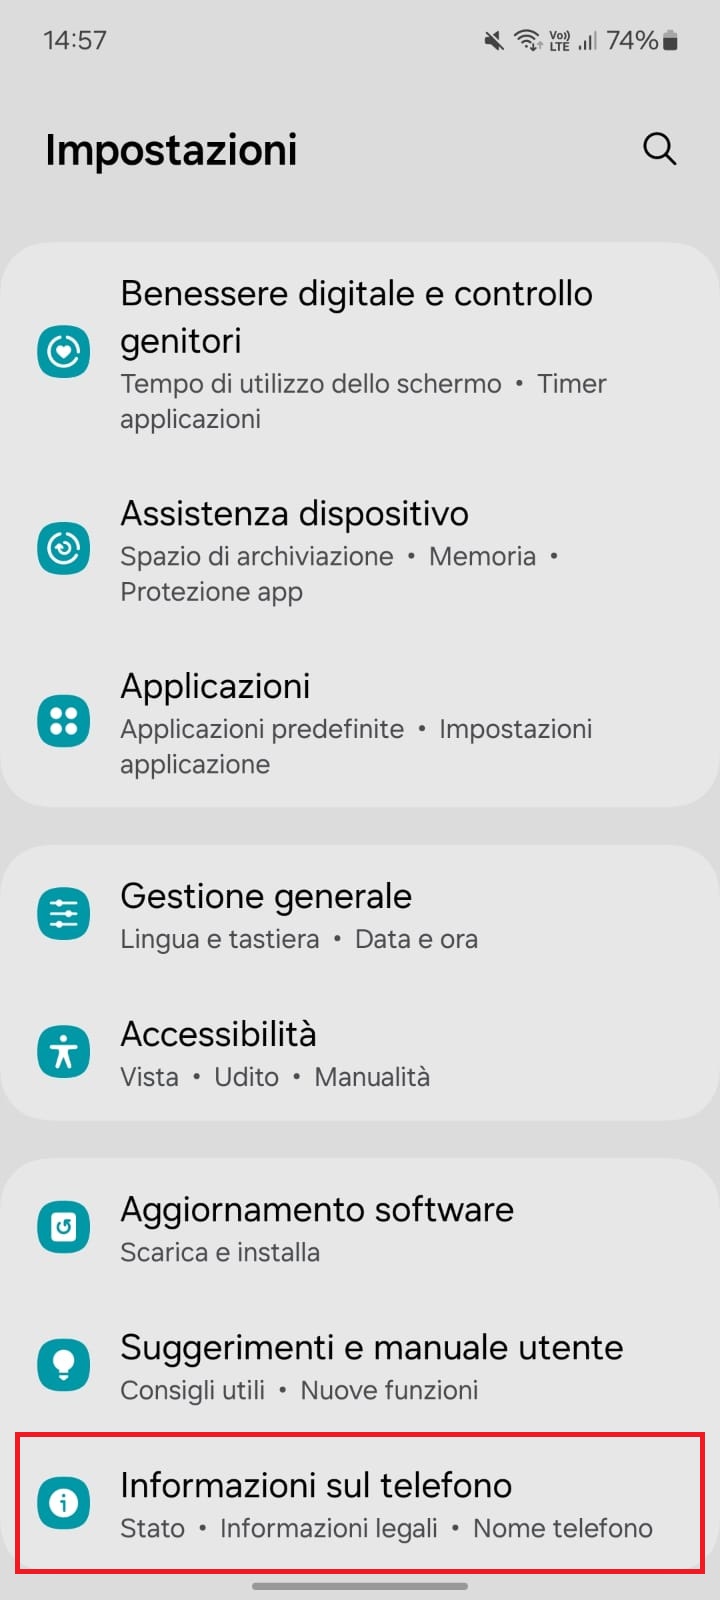 14:57
Vo)) LTE 74%
Impostazioni
Benessere digitale e controllo
genitori
Tempo di utilizzo dello schermo • Timer
applicazioni
Assistenza dispositivo
Spazio di archiviazione • Memoria •
Protezione app
Applicazioni
Applicazioni predefinite • Impostazioni
applicazione
Gestione generale
Lingua e tastiera • Data e ora
Accessibilità
Vista • Udito • Manualità
Aggiornamento software
Scarica e installa
Suggerimenti e manuale utente
Consigli utili • Nuove funzioni
Informazioni sul telefono
Stato • Informazioni legali • Nome telefono